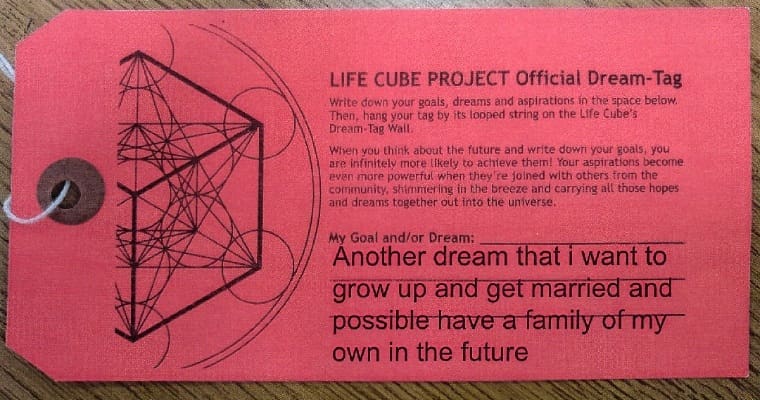 LIFE CUBE PROJECT Official Dream-Tag
Write down your goals, dreams and aspirations in the space below.
Then, hang your tag by its looped string on the Life Cube's
Dream-Tag Wall.
When you think about the future and write down your goals, you
are infinitely more likely to achieve them! Your aspirations become
even more powerful when they're joined with others from the
community, shimmering in the breeze and carrying all those hopes
and dreams together out into the universe.
My Goal and/or Dream:
Another dream that i want to
grow up and get married and
possible have a family of my
own in the future